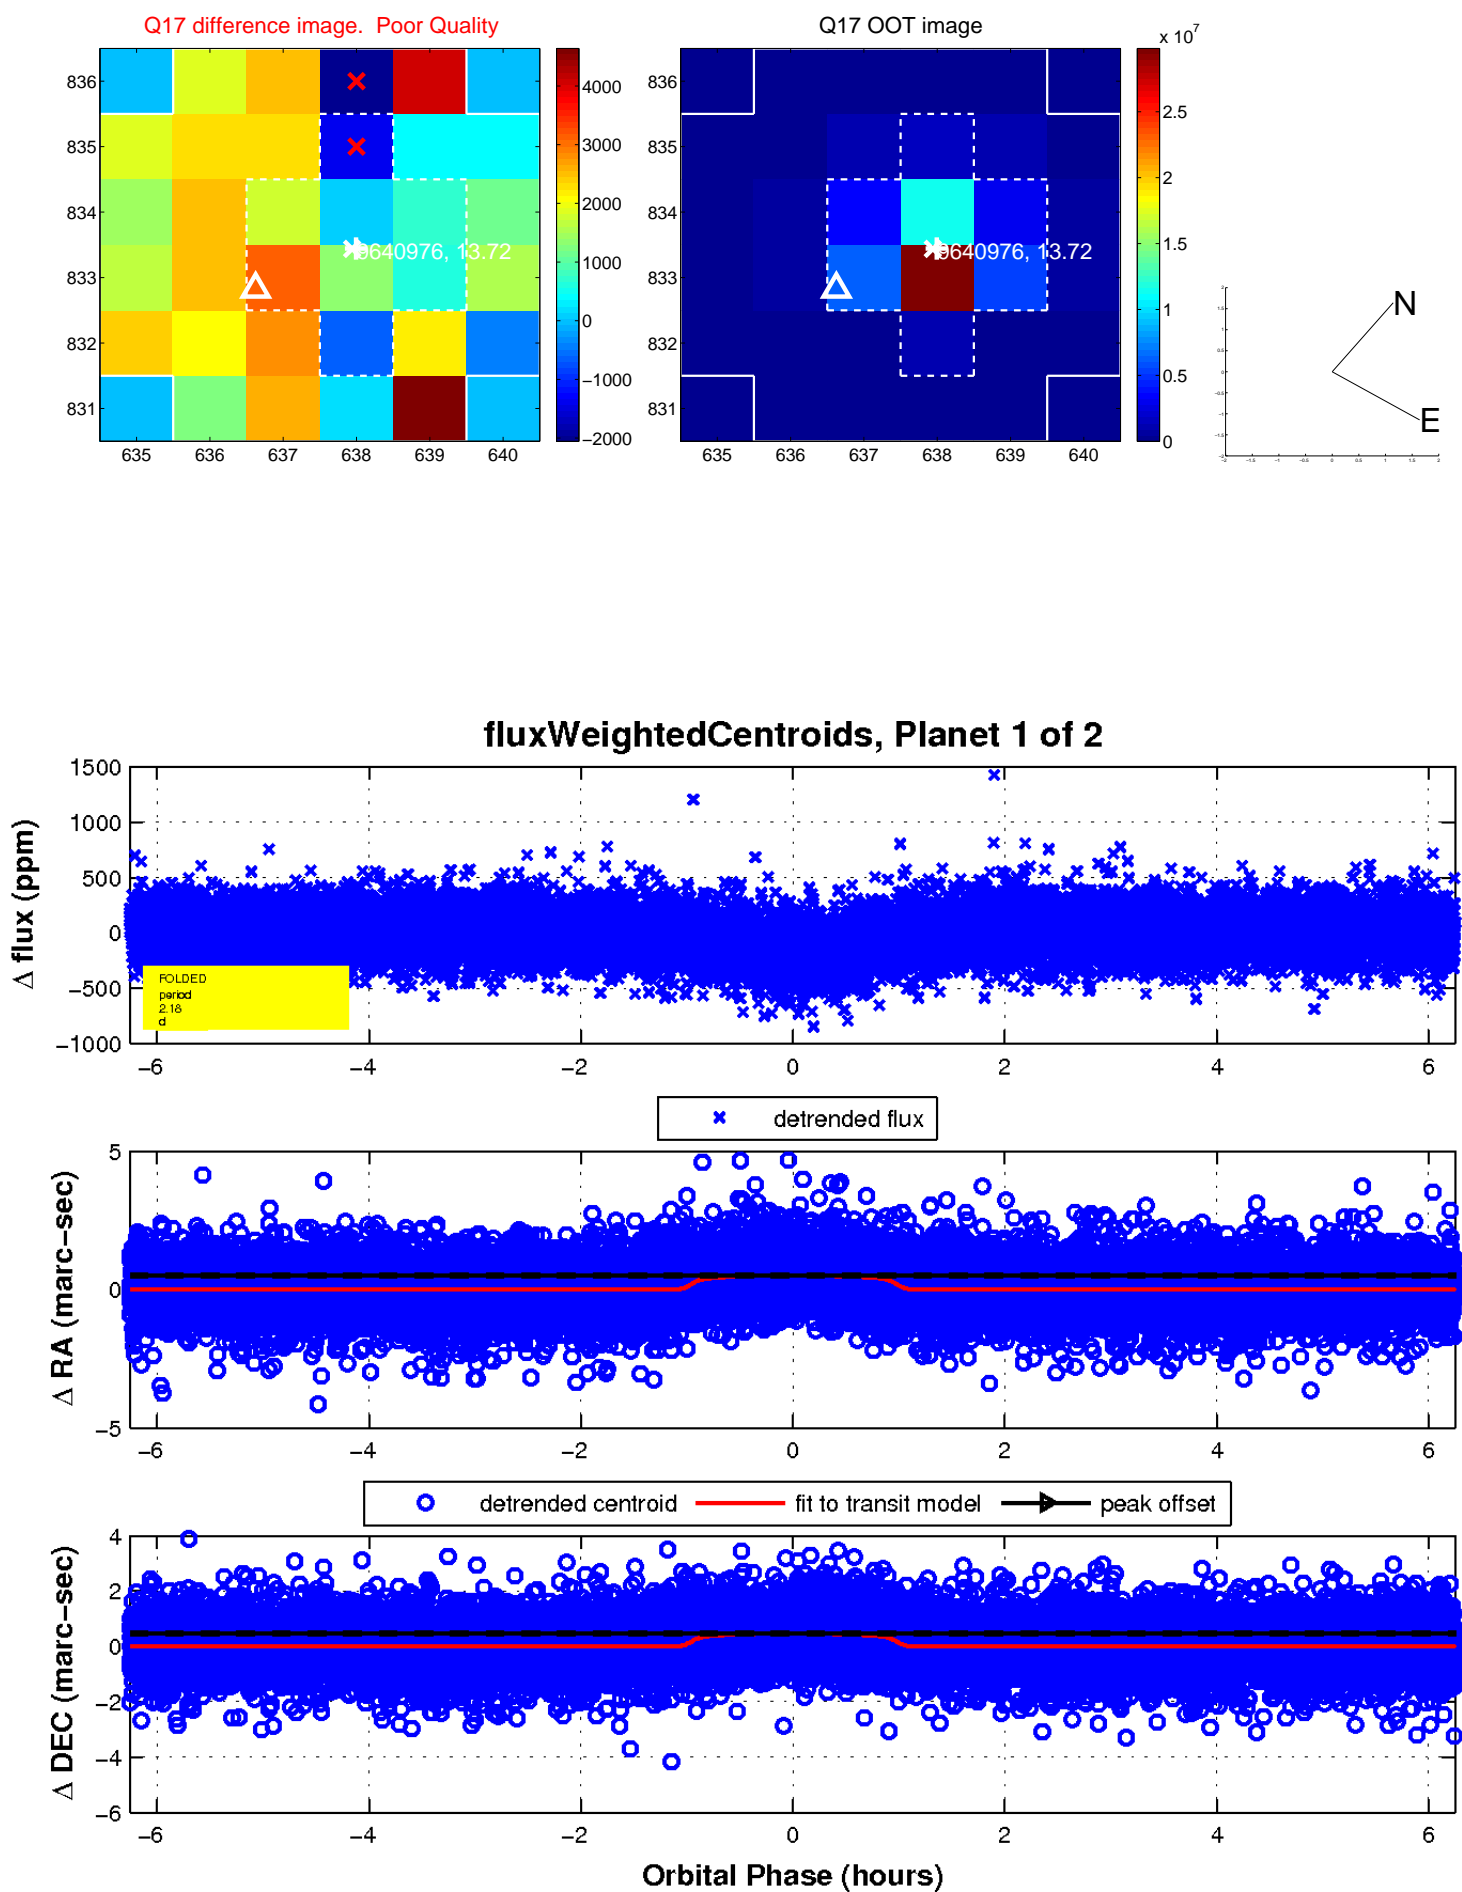 Q17 difference image.  Poor Quality
836
835
834
833
832
831
635 636 637 638 639 640
9640976, 13.72
4000
3000
2000
1000
0
−1000
−2000
Q17 OOT image
836
835
834
833
832
831
635 636 637 638 639 640
9640976, 13.72
x 10^7
2.5
2
1.5
1
0.5
0
N
E
fluxWeightedCentroids, Planet 1 of 2
Δ flux (ppm)
1500
1000
500
0
−500
−1000
FOLDED
period
2.18
d
−6 −4 −2 0 2 4 6
detrended flux
Δ RA (marc−sec)
5
0
−5
−6 −4 −2 0 2 4 6
detrended centroid fit to transit model peak offset
Δ DEC (marc−sec)
4
2
0
−2
−4
−6
−6 −4 −2 0 2 4 6
Orbital Phase (hours)